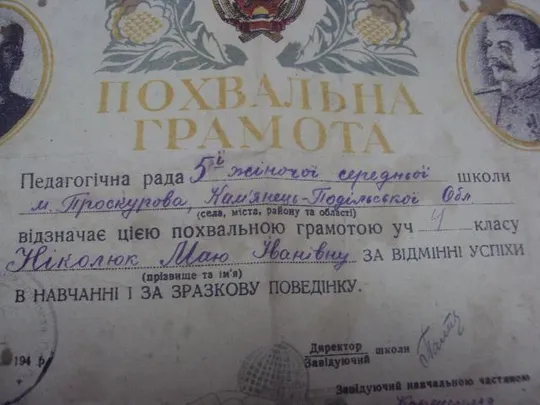 ПОХВАЛЬНА
ГРАМОТА
Педагогічна рада 5ї жіночої середньої школи
м. Проскурова, Кам'янець-Подільської Обл
(села, міста, району та області)
відзначає цією похвальною грамотою уч 4 класу
Ніколюк Маю Іванівну ЗА ВІДМІННІ УСПІХИ
(прізвище та ім'я)
В НАВЧАННІ І ЗА ЗРАЗКОВУ ПОВЕДІНКУ.
194
Директор
Завідуючий школи
Завідуючий навчальною частиною